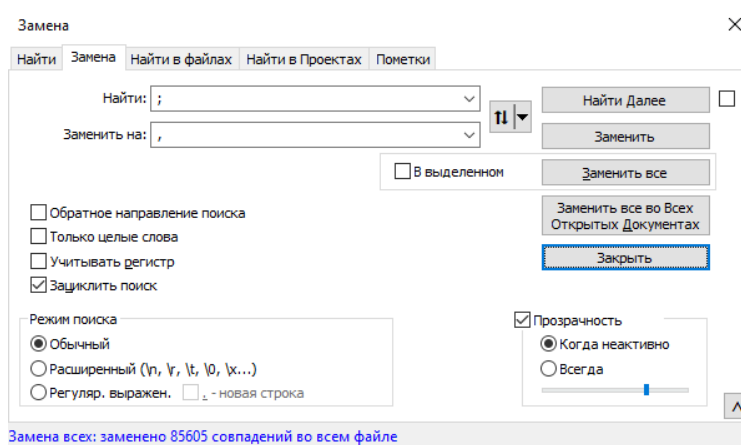 Замена
Найти Замена Найти в файлах Найти в Проектах Пометки
Найти: ;
Найти Далее
Заменить на: ,
Заменить
В выделенном
Заменить все
Обратное направление поиска
Заменить все во Всех
Открытых Документах
Только целые слова
Учитывать регистр
Закрыть
Зациклить поиск
Режим поиска
Прозрачность
Обычный
Когда неактивно
Расширенный (\n, \r, \t, \0, \x...)
Всегда
Регуляр. выражен. . - новая строка
Замена всех: заменено 85605 совпадений во всем файле